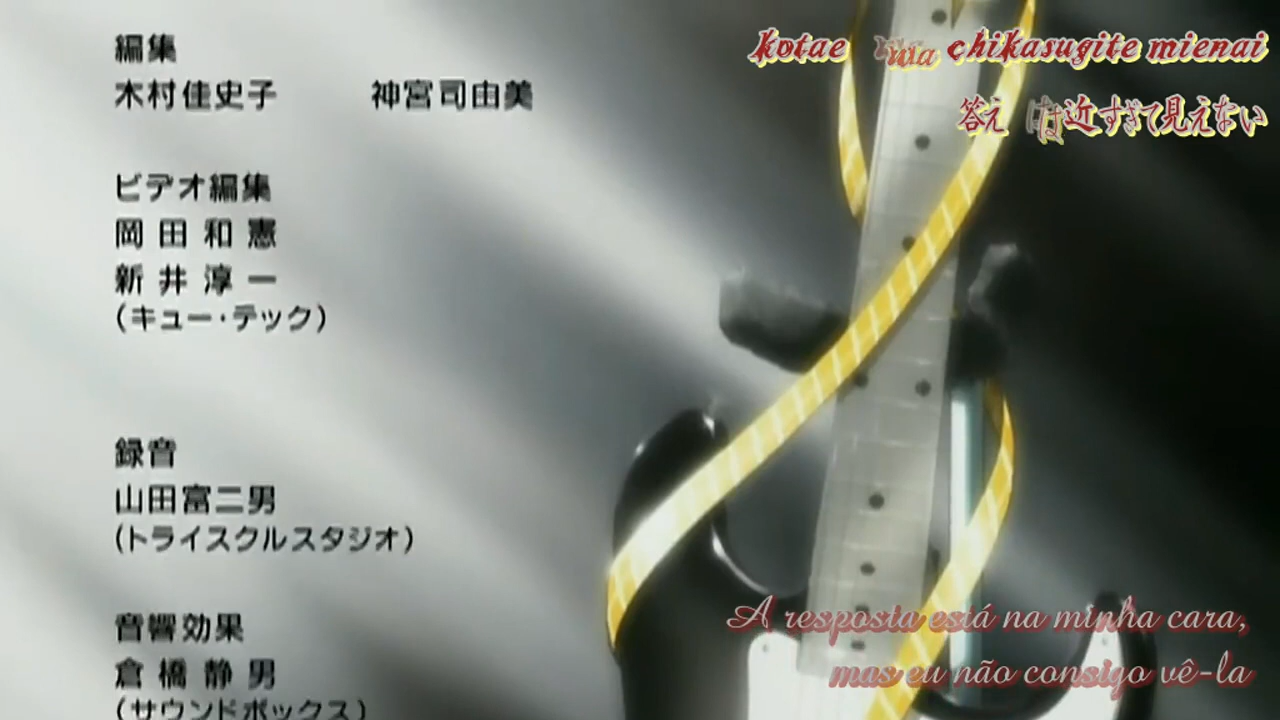 編集
木村佳史子 神宮司由美
ビデオ編集
岡田和憲
新井淳一
(キュー・テック)
録音
山田富二男
(トライスクルスタジオ)
音響効果
倉橋静男
(サウンドボックス)
kotae wa chikasugite mienai
答え は近すぎて見えない
A resposta está na minha cara,
mas eu não consigo vê-la